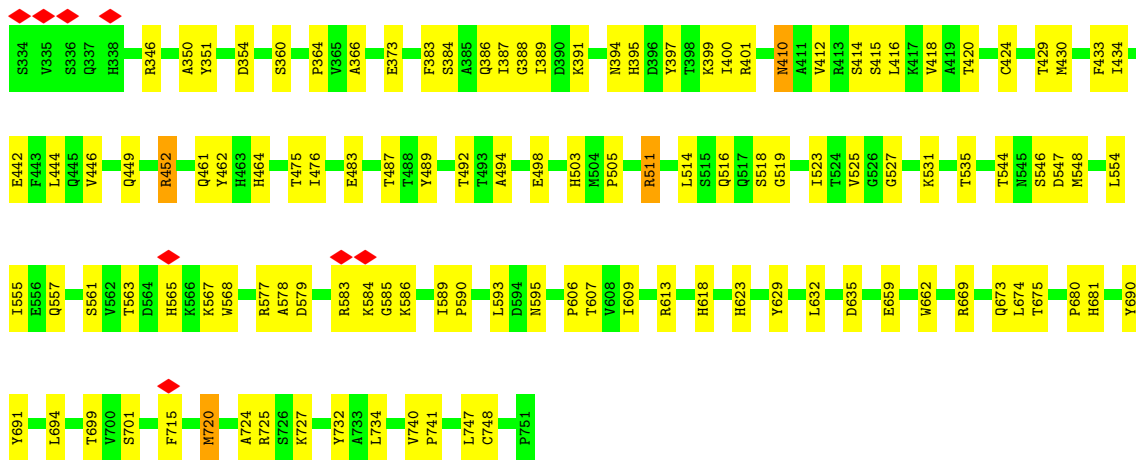 S334 V335 S336 Q337 H338 R346 A350 Y351 D354 S360 P364 V365 A366 E373 F383 S384 A385 Q386 I387 G388 I389 D390 K391 N394 H395 D396 Y397 T398 K399 I400 R401 N410 A411 V412 R413 S414 S415 L416 K417 V418 A419 T420 C424 T429 M430 F433 I434
E442 F443 L444 Q445 V446 Q449 R452 Q461 Y462 H463 H464 T475 I476 E483 T487 T488 Y489 T492 T493 A494 E498 H503 M504 P505 R511 L514 S515 Q516 Q517 S518 G519 I523 T524 V525 G526 G527 K531 T535 T544 N545 S546 D547 M548 L554
I555 E556 Q557 S561 V562 T563 D564 H565 K566 K567 W568 R577 A578 D579 R583 K584 G585 K586 I589 P590 L593 D594 N595 P606 T607 V608 I609 R613 H618 H623 Y629 L632 D635 E659 W662 R669 Q673 L674 T675 P680 H681 Y690
Y691 L694 T699 V700 S701 F715 M720 A724 R725 S726 K727 Y732 A733 L734 V740 P741 L747 C748 P751